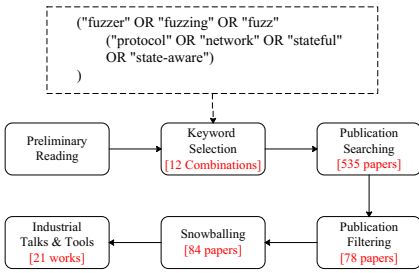 ("fuzzer" OR "fuzzing" OR "fuzz"
("protocol" OR "network" OR "stateful"
OR "state-aware")
)
Preliminary
Reading
Keyword
Selection
[12 Combinations]
Publication
Searching
[535 papers]
Industrial
Talks & Tools
[21 works]
Snowballing
[84 papers]
Publication
Filtering
[78 papers]